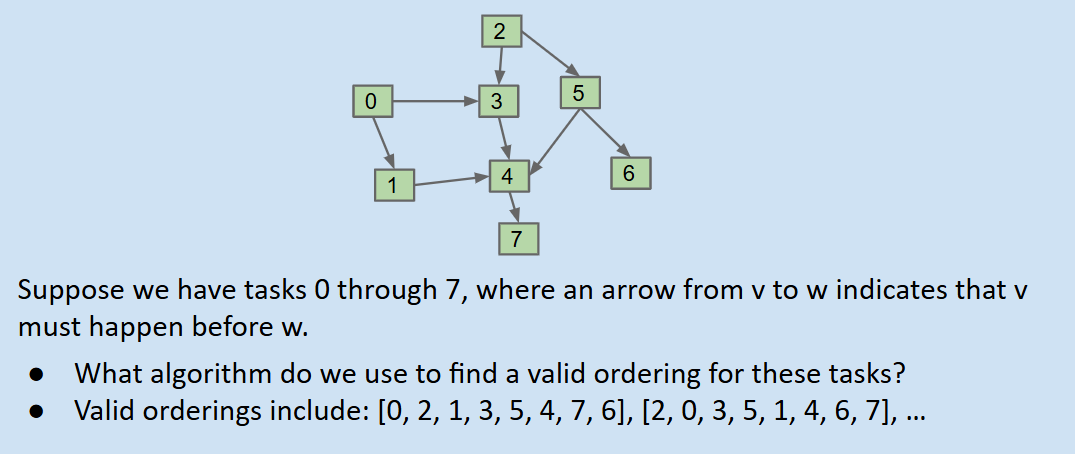 2
0
3
5
1
4
6
7
Suppose we have tasks 0 through 7, where an arrow from v to w indicates that v
must happen before w.
● What algorithm do we use to find a valid ordering for these tasks?
● Valid orderings include: [0, 2, 1, 3, 5, 4, 7, 6], [2, 0, 3, 5, 1, 4, 6, 7], ...